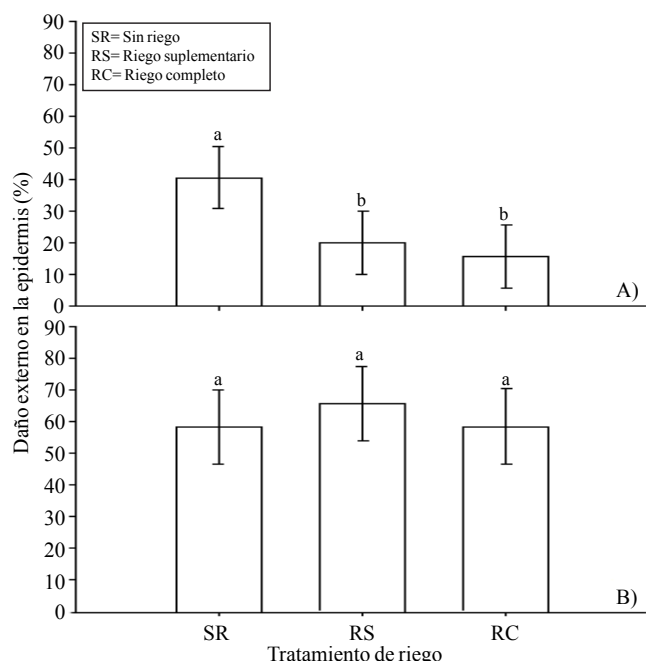 90
SR= Sin riego
RS= Riego suplementario
RC= Riego completo
80
70
60
50
40
30
20
10
0
a
b
b
A)
Daño externo en la epidermis (%)
90
80
70
60
50
40
30
20
10
0
a
a
a
B)
SR RS RC
Tratamiento de riego